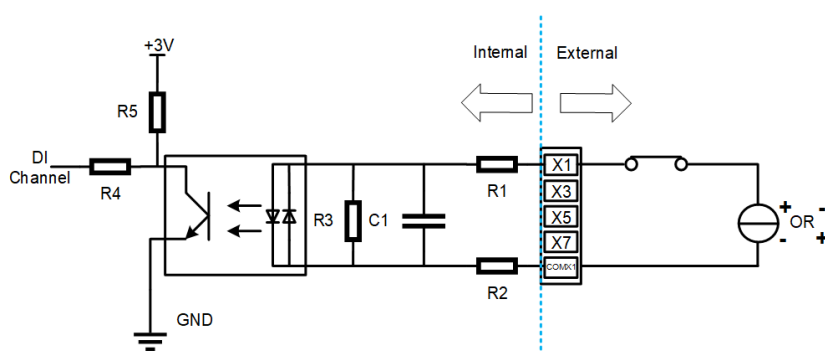 +3V
Internal
External
R5
DI
Channel
R4
R3
C1
R1
X1
X3
X5
X7
COMX1
R2
+ OR -
- +
GND